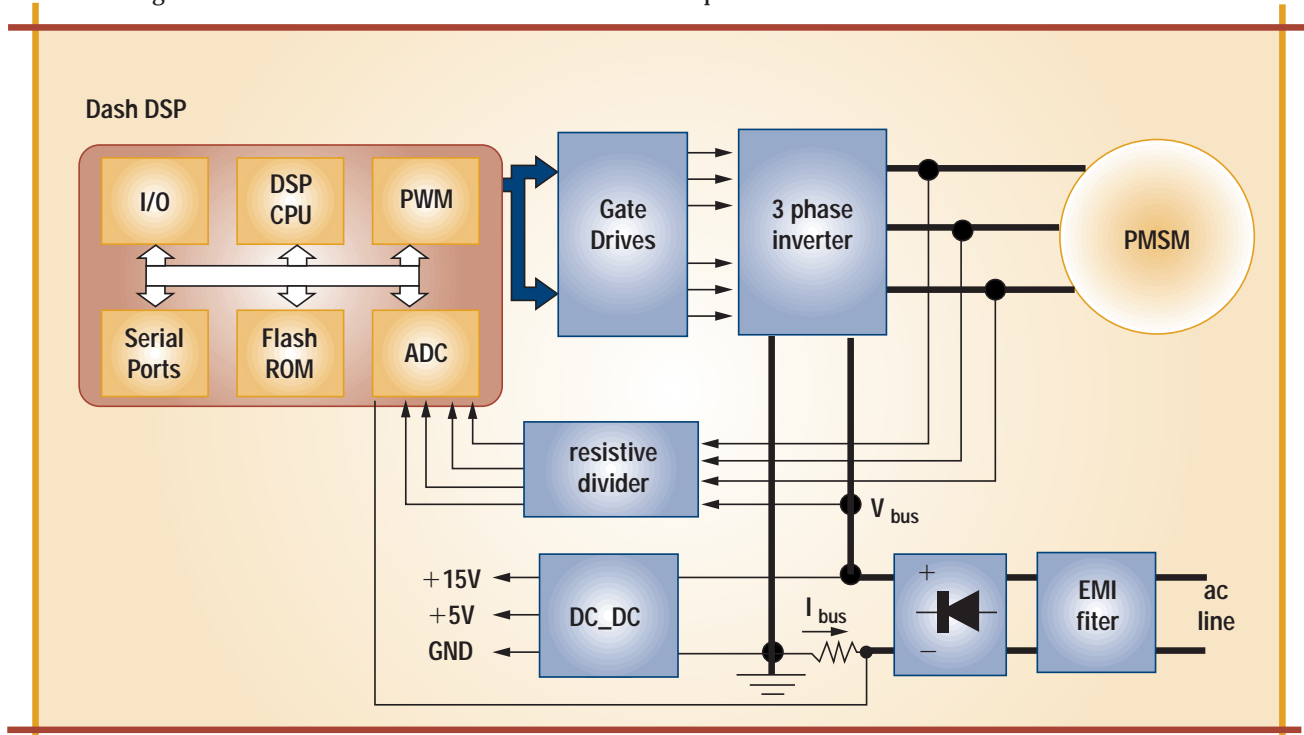 Dash DSP
I/O
DSP
CPU
PWM
Serial
Ports
Flash
ROM
ADC
Gate
Drives
3 phase
inverter
PMSM
resistive
divider
V bus
+15V
+5V
GND
DC_DC
I bus
+
−
EMI
fiter
ac
line